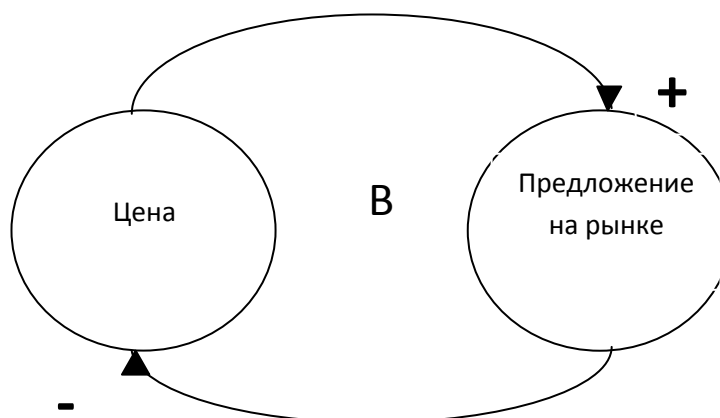 +
Цена
В
Предложение
на рынке
-